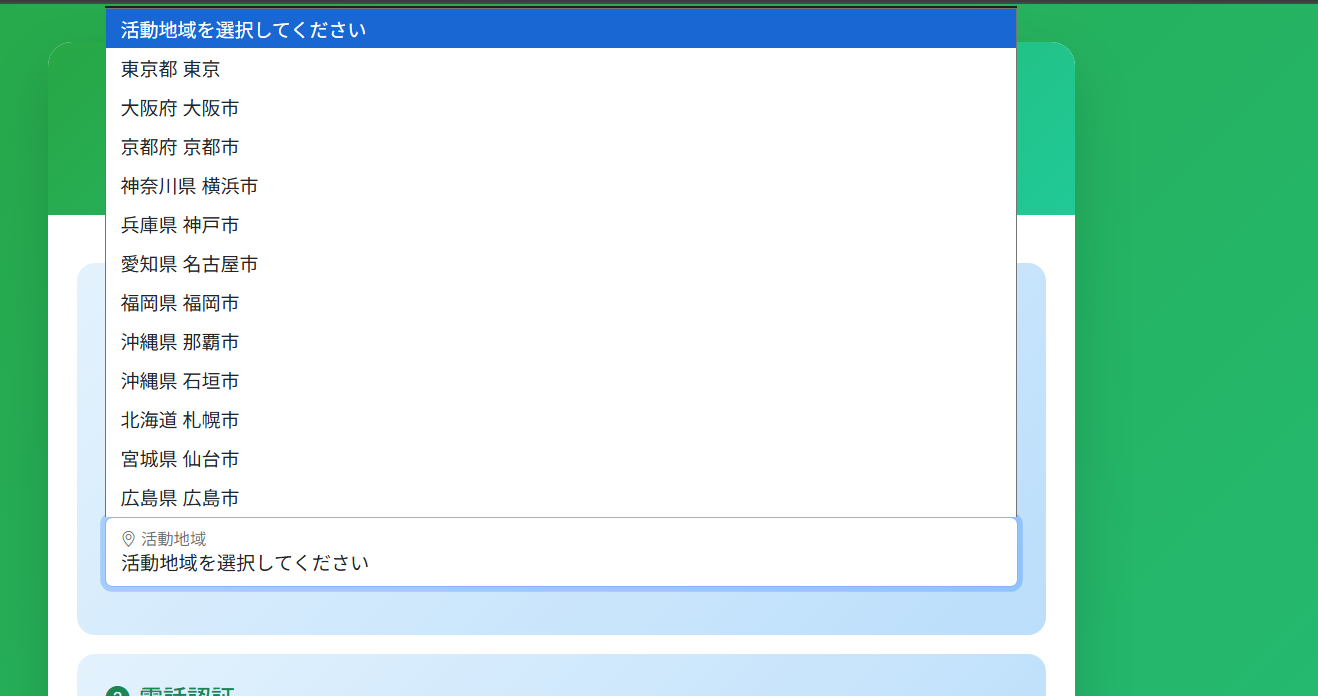 活動地域を選択してください
東京都 東京
大阪府 大阪市
京都府 京都市
神奈川県 横浜市
兵庫県 神戸市
愛知県 名古屋市
福岡県 福岡市
沖縄県 那覇市
沖縄県 石垣市
北海道 札幌市
宮城県 仙台市
広島県 広島市
活動地域
活動地域を選択してください
2 電話認証